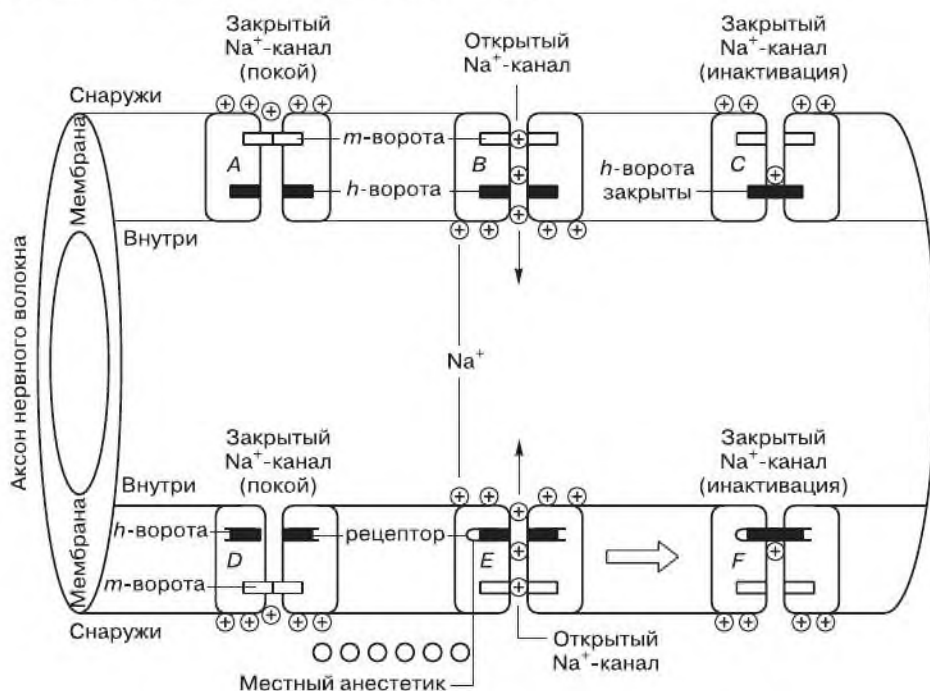 Закрытый
Na⁺-канал
(покой)
Открытый
Na⁺-канал
Закрытый
Na⁺-канал
(инактивация)
Снаружи
Мембрана
A
m-ворота
B
C
h-ворота
h-ворота
закрыты
Внутри
Аксон нервного волокна
Na⁺
Закрытый
Na⁺-канал
(покой)
Закрытый
Na⁺-канал
(инактивация)
Внутри
Мембрана
h-ворота
D
рецептор
E
F
m-ворота
Снаружи
Открытый
Na⁺-канал
Местный анестетик